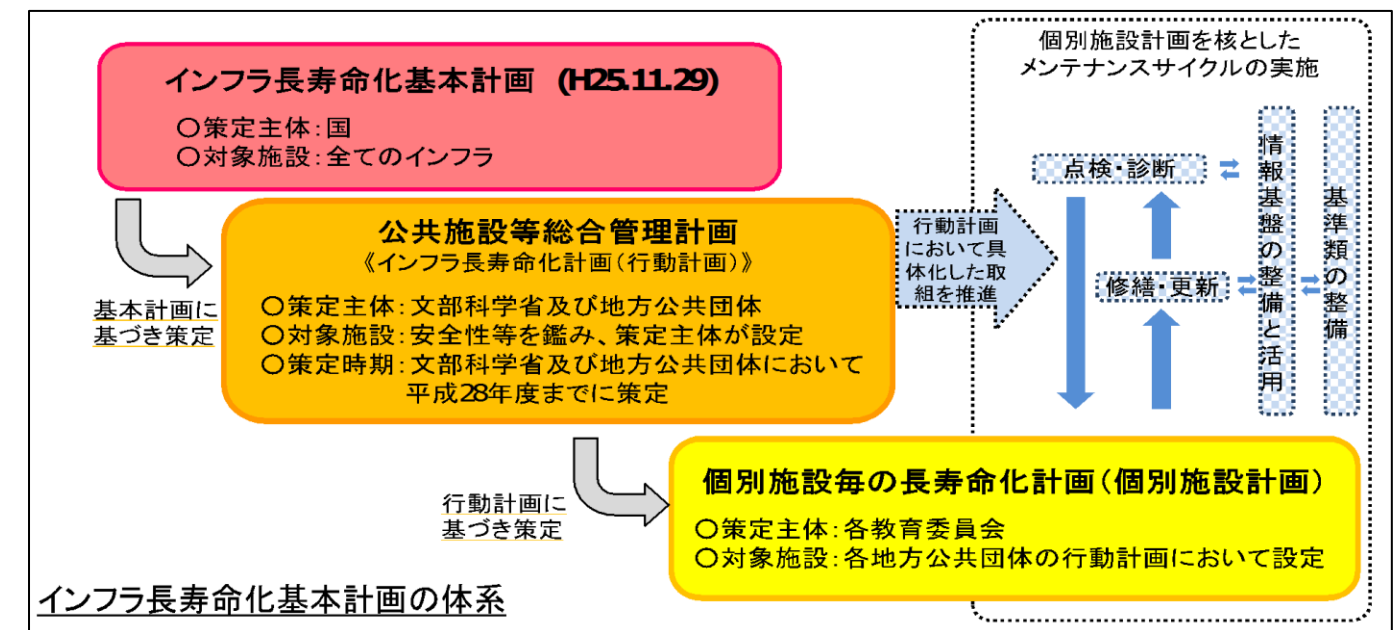 インフラ長寿命化基本計画 (H25.11.29)
〇策定主体:国
〇対象施設:全てのインフラ
基本計画に
基づき策定
公共施設等総合管理計画
《インフラ長寿命化計画(行動計画)》
〇策定主体:文部科学省及び地方公共団体
〇対象施設:安全性等を鑑み、策定主体が設定
〇策定時期:文部科学省及び地方公共団体において
平成28年度までに策定
行動計画
において具
体化した取
組を推進
個別施設計画を核とした
メンテナンスサイクルの実施
点検・診断
修繕・更新
情報基盤の整備と活用
基準類の整備
行動計画に
基づき策定
個別施設毎の長寿命化計画(個別施設計画)
〇策定主体:各教育委員会
〇対象施設:各地方公共団体の行動計画において設定
インフラ長寿命化基本計画の体系